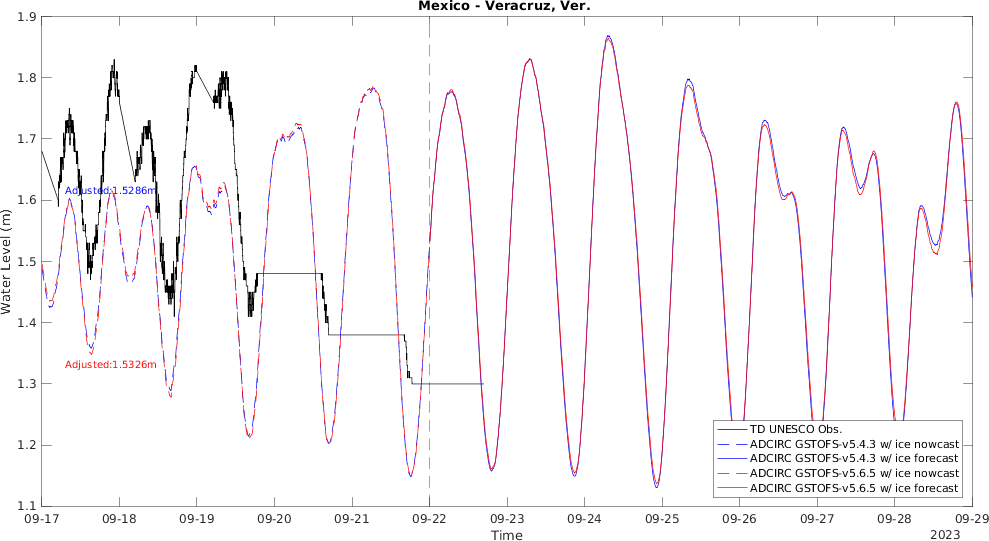 Mexico - Veracruz, Ver.
1.9
1.8
1.7
1.6
1.5
1.4
1.3
1.2
1.1
Water Level (m)
Adjusted:1.5286m
Adjusted:1.5326m
TD UNESCO Obs.
ADCIRC GSTOFS-v5.4.3 w/ ice nowcast
ADCIRC GSTOFS-v5.4.3 w/ ice forecast
ADCIRC GSTOFS-v5.6.5 w/ ice nowcast
ADCIRC GSTOFS-v5.6.5 w/ ice forecast
09-17 09-18 09-19 09-20 09-21 09-22 09-23 09-24 09-25 09-26 09-27 09-28 09-29
Time
2023